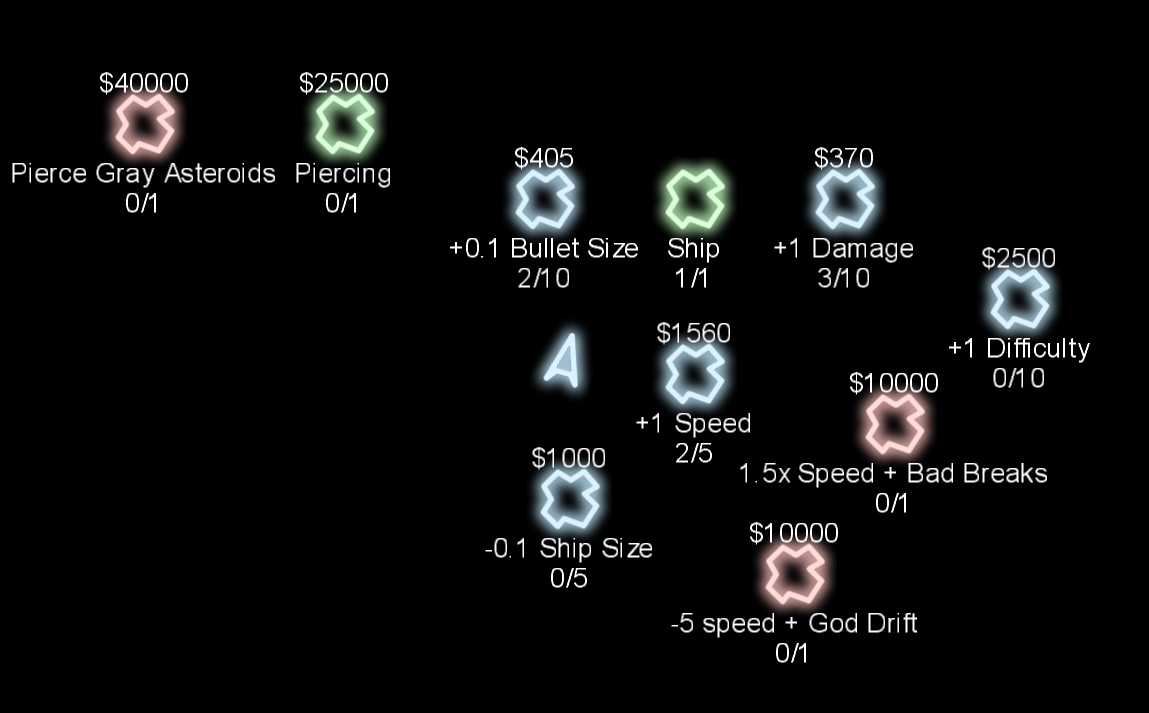 $40000
Pierce Gray Asteroids
0/1
$25000
Piercing
0/1
$405
+0.1 Bullet Size
2/10
Ship
1/1
$370
+1 Damage
3/10
$2500
+1 Difficulty
0/10
$1560
+1 Speed
2/5
$10000
1.5x Speed + Bad Breaks
0/1
$1000
-0.1 Ship Size
0/5
$10000
-5 speed + God Drift
0/1